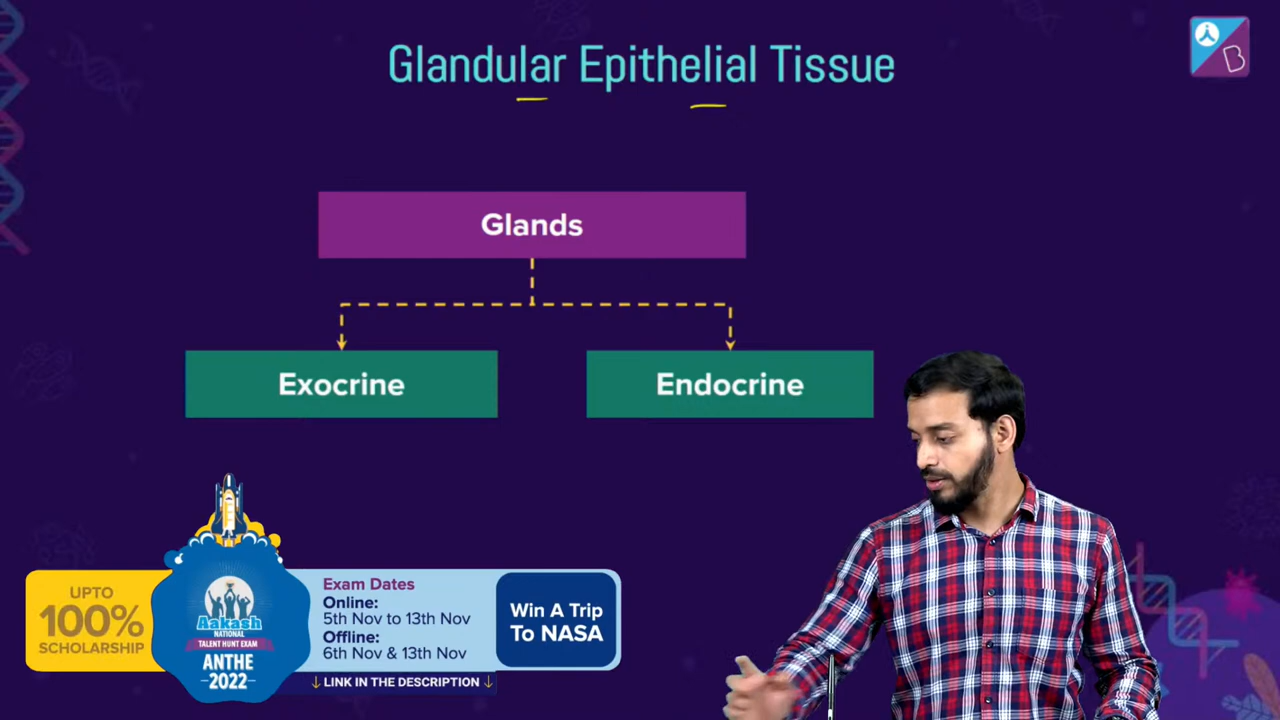 Glandular Epithelial Tissue
B
Glands
Exocrine
Endocrine
UPTO
100%
SCHOLARSHIP
Aakash
NATIONAL
TALENT HUNT EXAM
ANTHE
-2022-
Exam Dates
Online:
5th Nov to 13th Nov
Offline:
6th Nov & 13th Nov
↓ LINK IN THE DESCRIPTION ↓
Win A Trip
To NASA